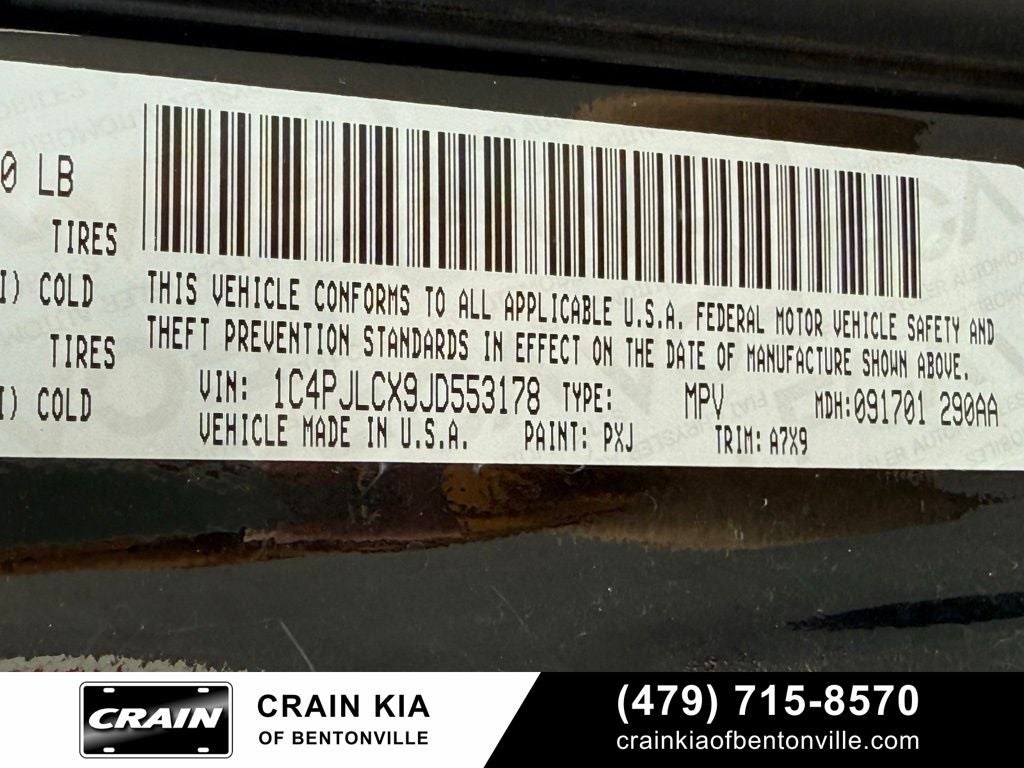 0 LB
TIRES
I) COLD
TIRES
I) COLD
THIS VEHICLE CONFORMS TO ALL APPLICABLE U.S.A. FEDERAL MOTOR VEHICLE SAFETY AND
THEFT PREVENTION STANDARDS IN EFFECT ON THE DATE OF MANUFACTURE SHOWN ABOVE.
VIN: 1C4PJLCX9JD553178 TYPE: MPV MDH:091701 290AA
VEHICLE MADE IN U.S.A. PAINT: PXJ TRIM: A7X9
CRAIN
CRAIN KIA
OF BENTONVILLE
(479) 715-8570
crainkiaofbentonville.com